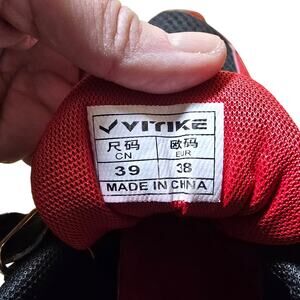 VITIKE
尺码 欧码
CN EUR
39 38
MADE IN CHINA